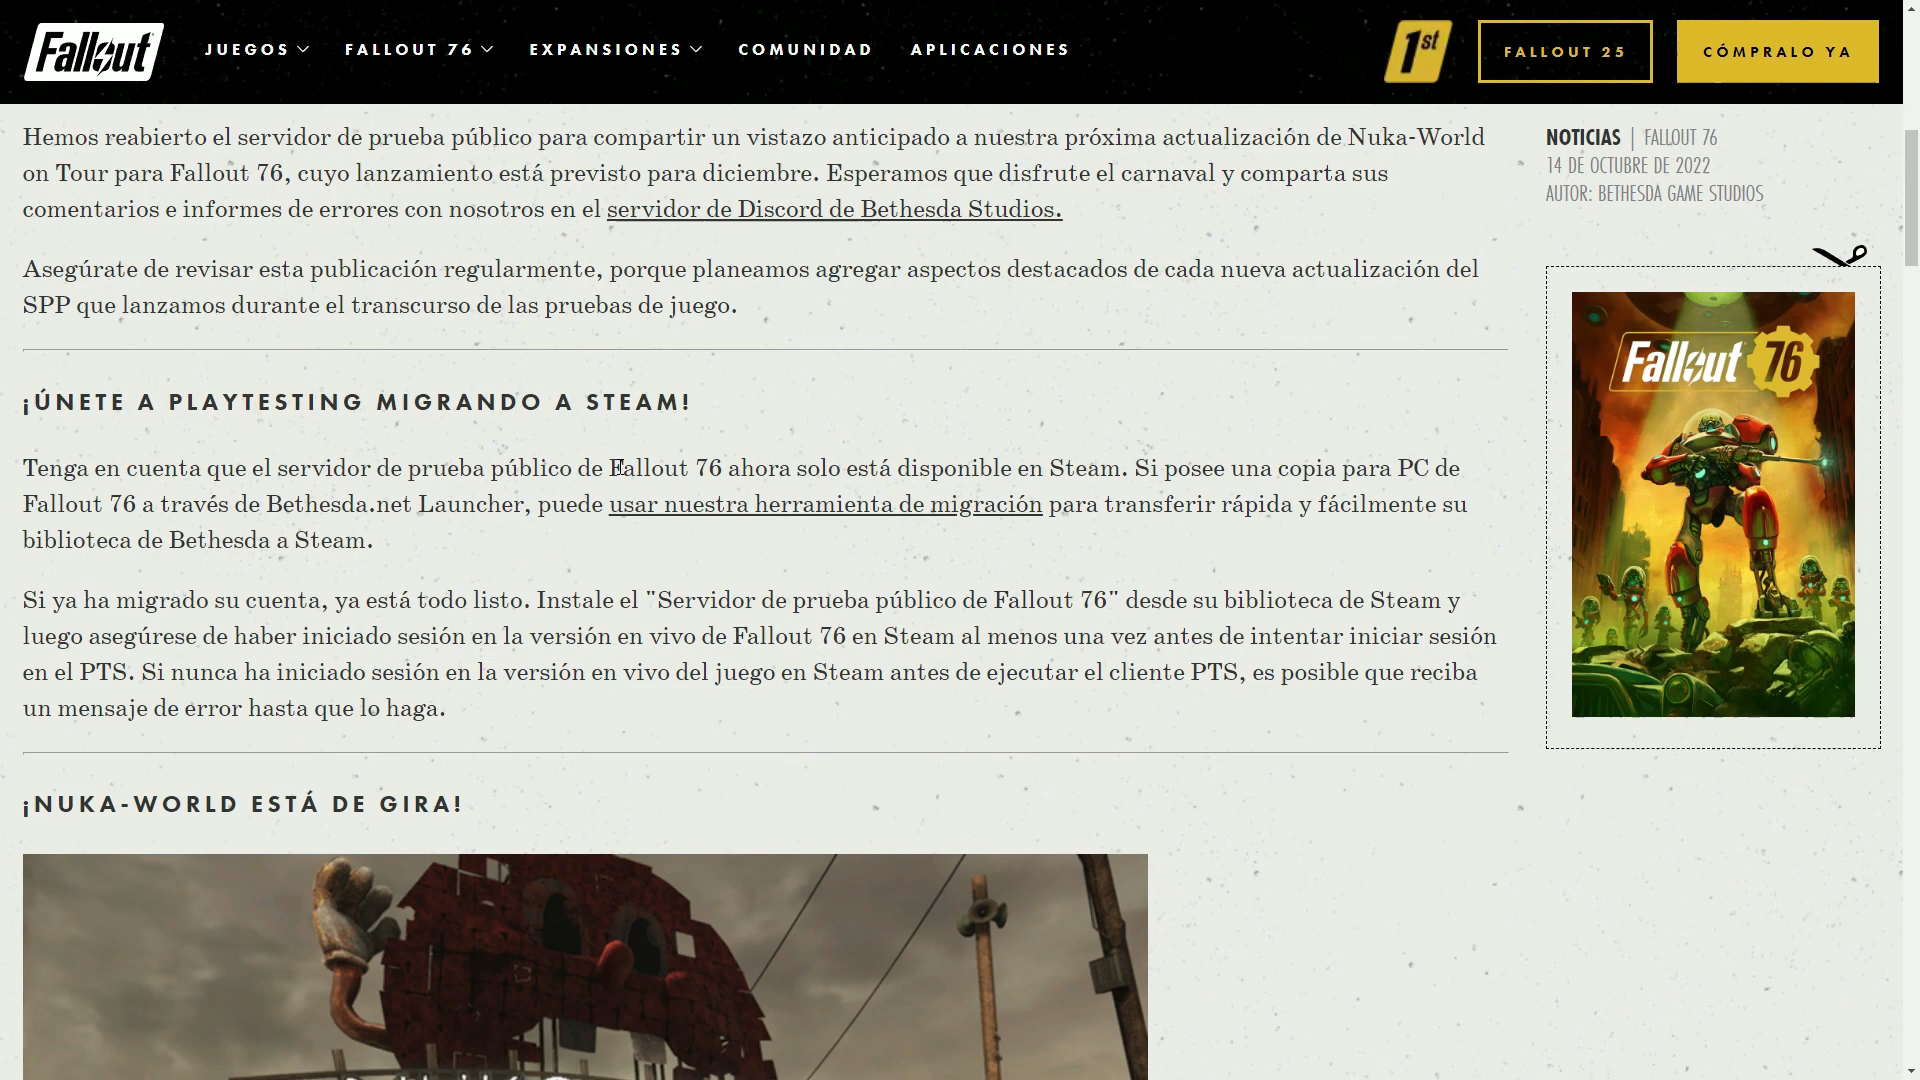 Fallout
JUEGOS
FALLOUT 76
EXPANSIONES
COMUNIDAD
APLICACIONES
1st
FALLOUT 25
CÓMPRALO YA
Hemos reabierto el servidor de prueba público para compartir un vistazo anticipado a nuestra próxima actualización de Nuka-World
on Tour para Fallout 76, cuyo lanzamiento está previsto para diciembre. Esperamos que disfrute el carnaval y comparta sus
comentarios e informes de errores con nosotros en el servidor de Discord de Bethesda Studios.
Asegúrate de revisar esta publicación regularmente, porque planeamos agregar aspectos destacados de cada nueva actualización del
SPP que lanzamos durante el transcurso de las pruebas de juego.
¡ÚNETE A PLAYTESTING MIGRANDO A STEAM!
Tenga en cuenta que el servidor de prueba público de Fallout 76 ahora solo está disponible en Steam. Si posee una copia para PC de
Fallout 76 a través de Bethesda.net Launcher, puede usar nuestra herramienta de migración para transferir rápida y fácilmente su
biblioteca de Bethesda a Steam.
Si ya ha migrado su cuenta, ya está todo listo. Instale el "Servidor de prueba público de Fallout 76" desde su biblioteca de Steam y
luego asegúrese de haber iniciado sesión en la versión en vivo de Fallout 76 en Steam al menos una vez antes de intentar iniciar sesión
en el PTS. Si nunca ha iniciado sesión en la versión en vivo del juego en Steam antes de ejecutar el cliente PTS, es posible que reciba
un mensaje de error hasta que lo haga.
¡NUKA-WORLD ESTÁ DE GIRA!
NOTICIAS | FALLOUT 76
14 DE OCTUBRE DE 2022
AUTOR: BETHESDA GAME STUDIOS
Fallout 76